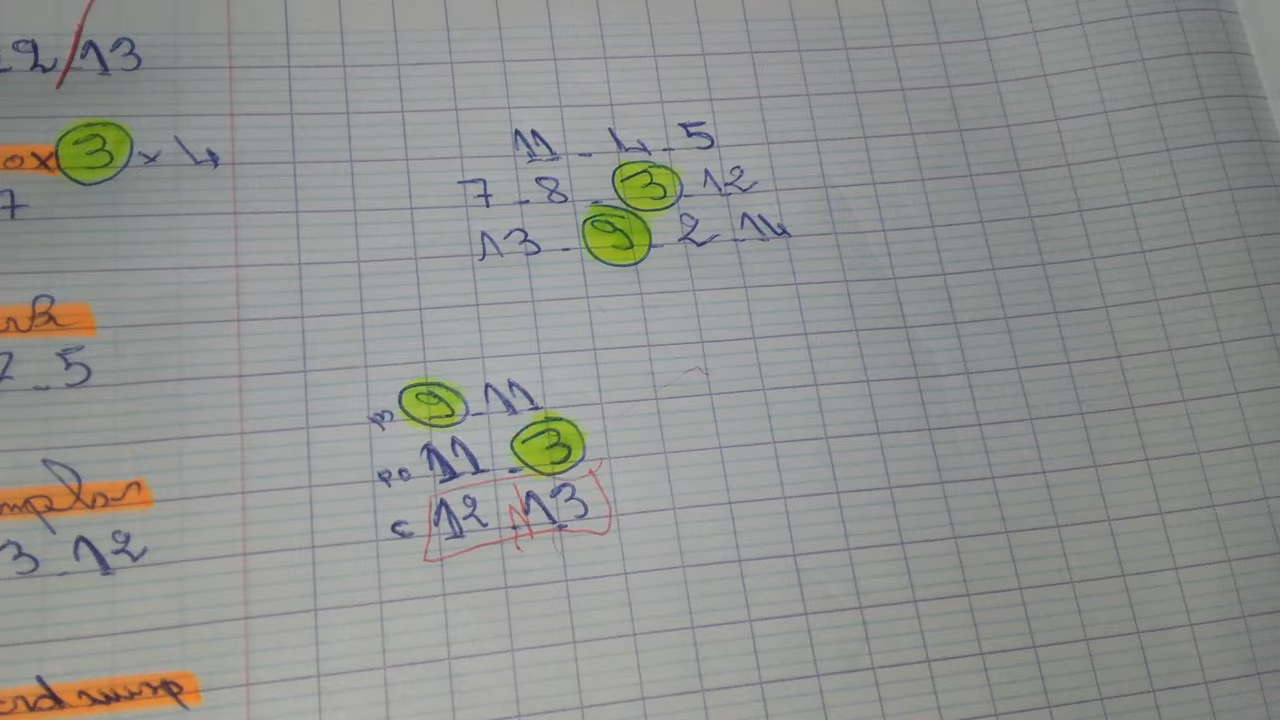 2/13
ox 3 x 4
7
11 - 4 - 5
7 - 8 - 3 - 12
13 - 9 - 2 - 14
5
9 - 11
11 - 3
c 12 - 13
3 - 12